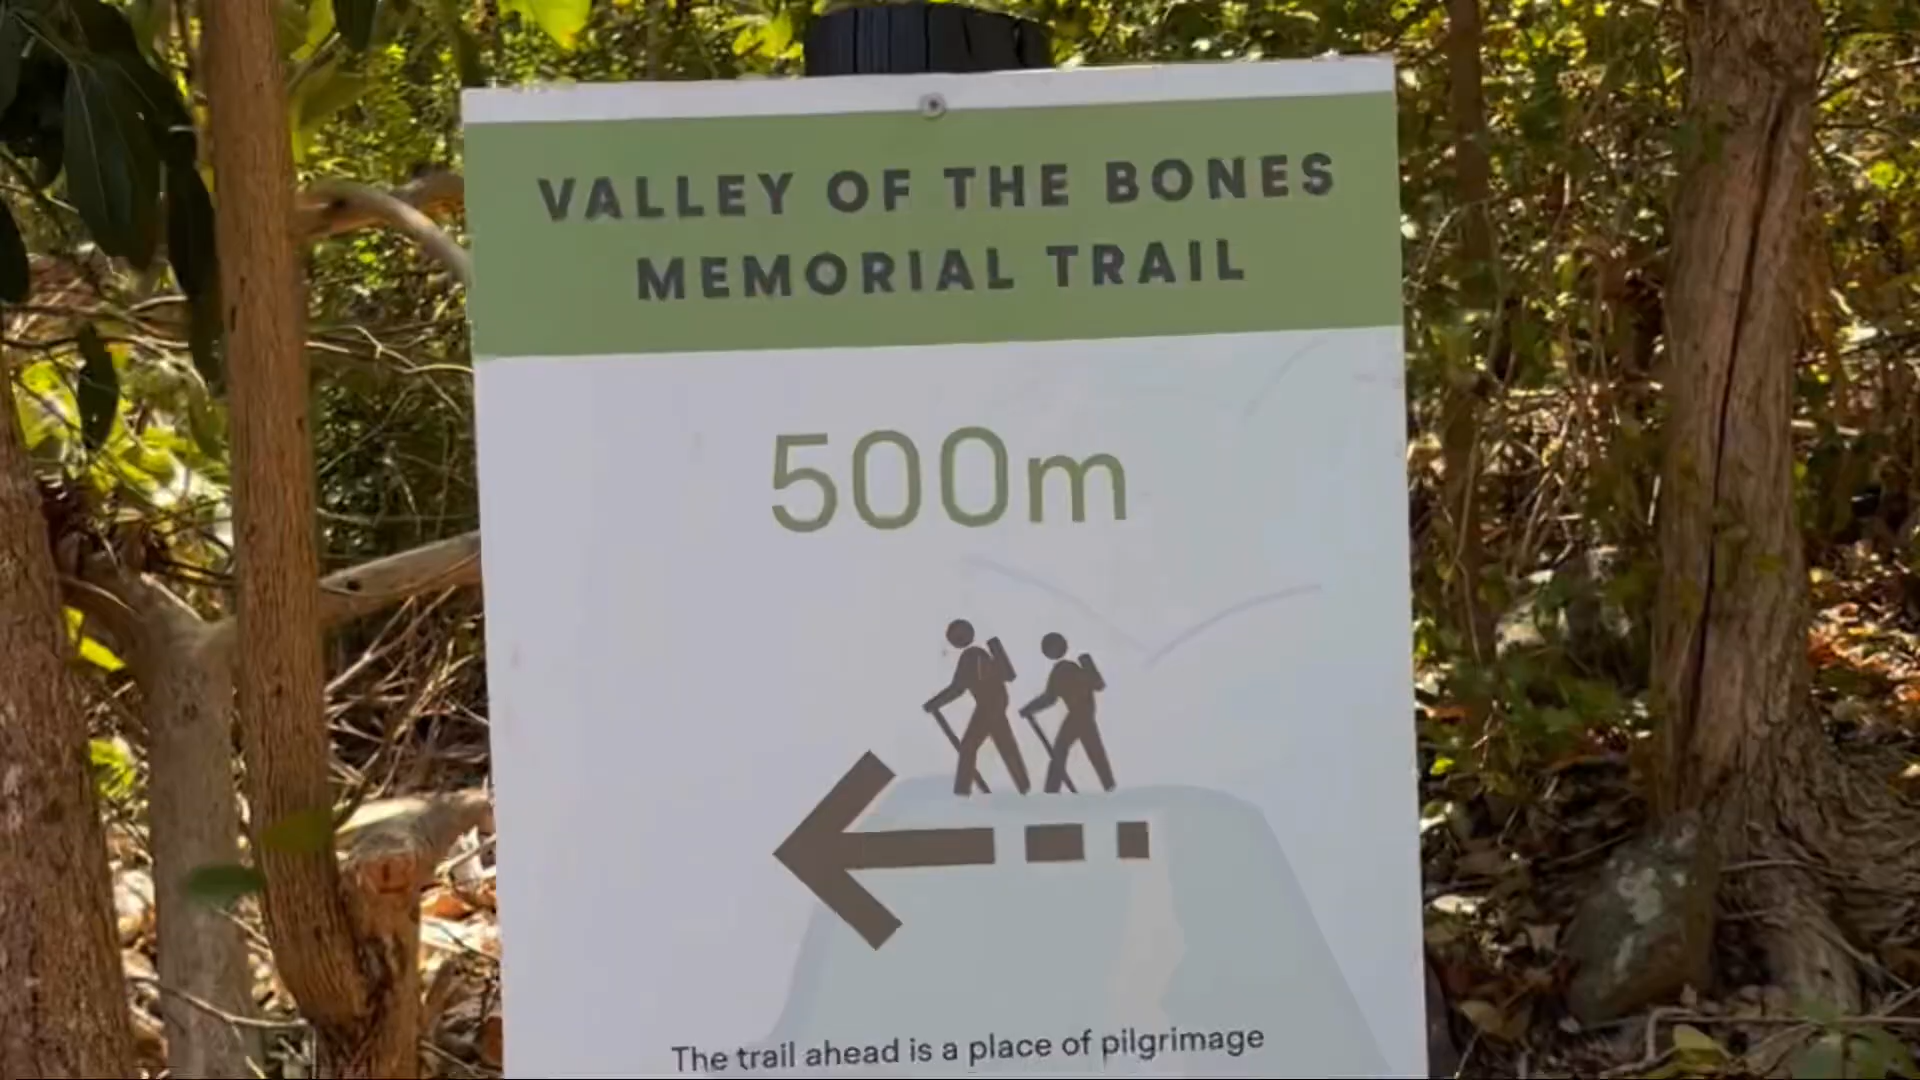 VALLEY OF THE BONES
MEMORIAL TRAIL
500m
The trail ahead is a place of pilgrimage